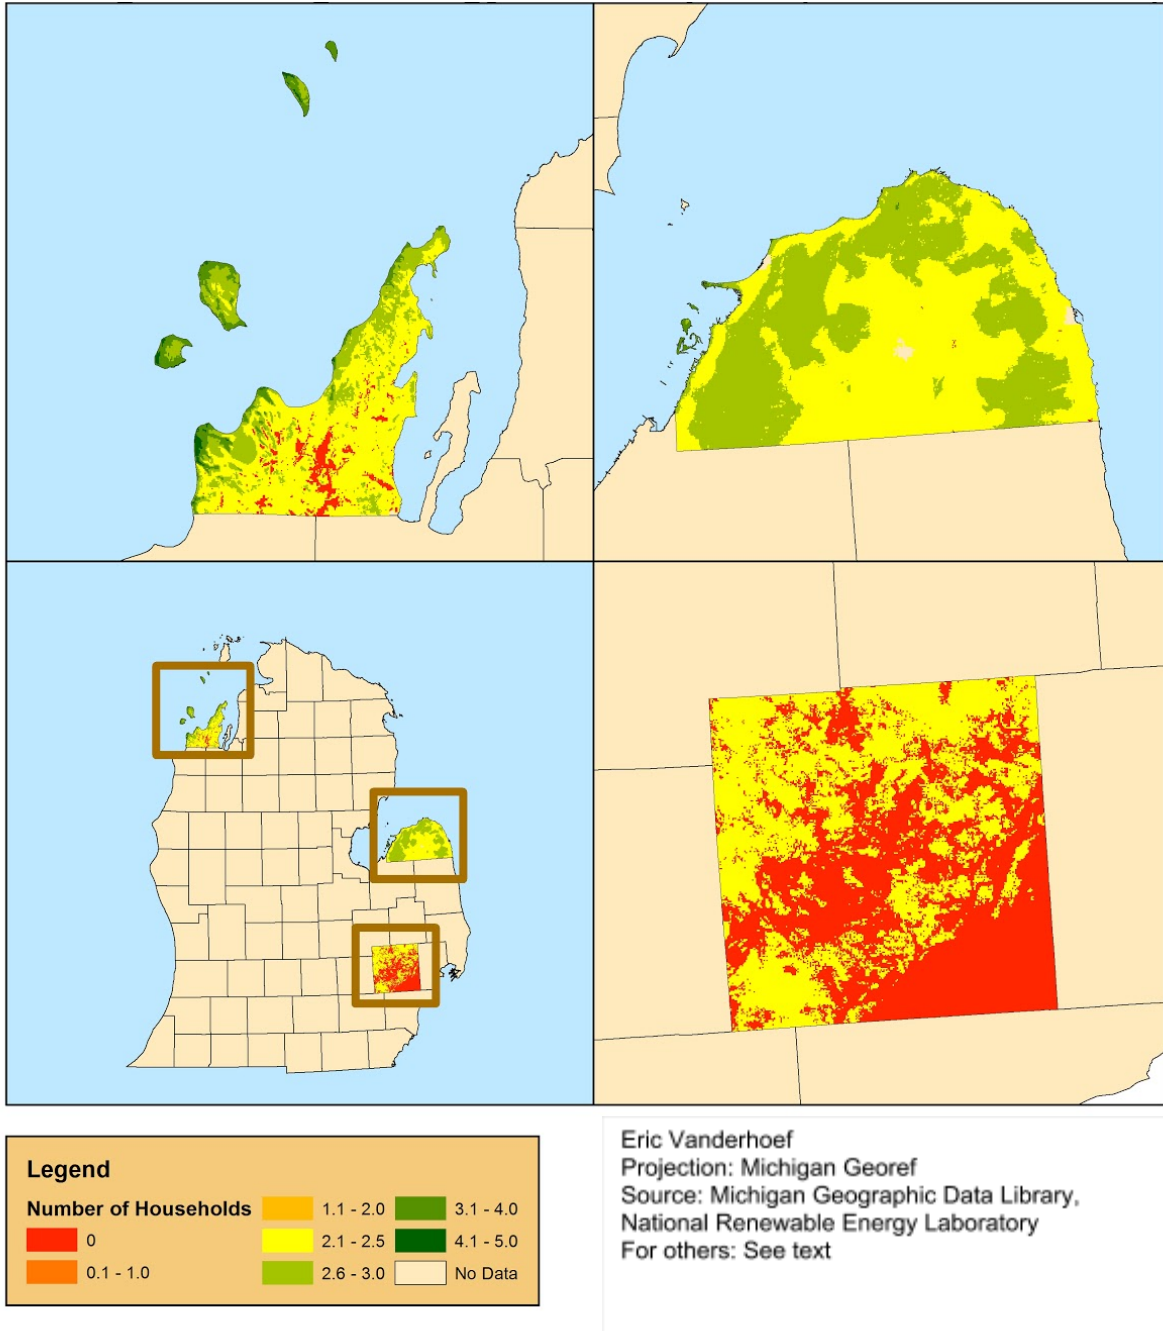 Legend
Number of Households
0
0.1 - 1.0
1.1 - 2.0
2.1 - 2.5
2.6 - 3.0
3.1 - 4.0
4.1 - 5.0
No Data
Eric Vanderhoef
Projection: Michigan Georef
Source: Michigan Geographic Data Library,
National Renewable Energy Laboratory
For others: See text